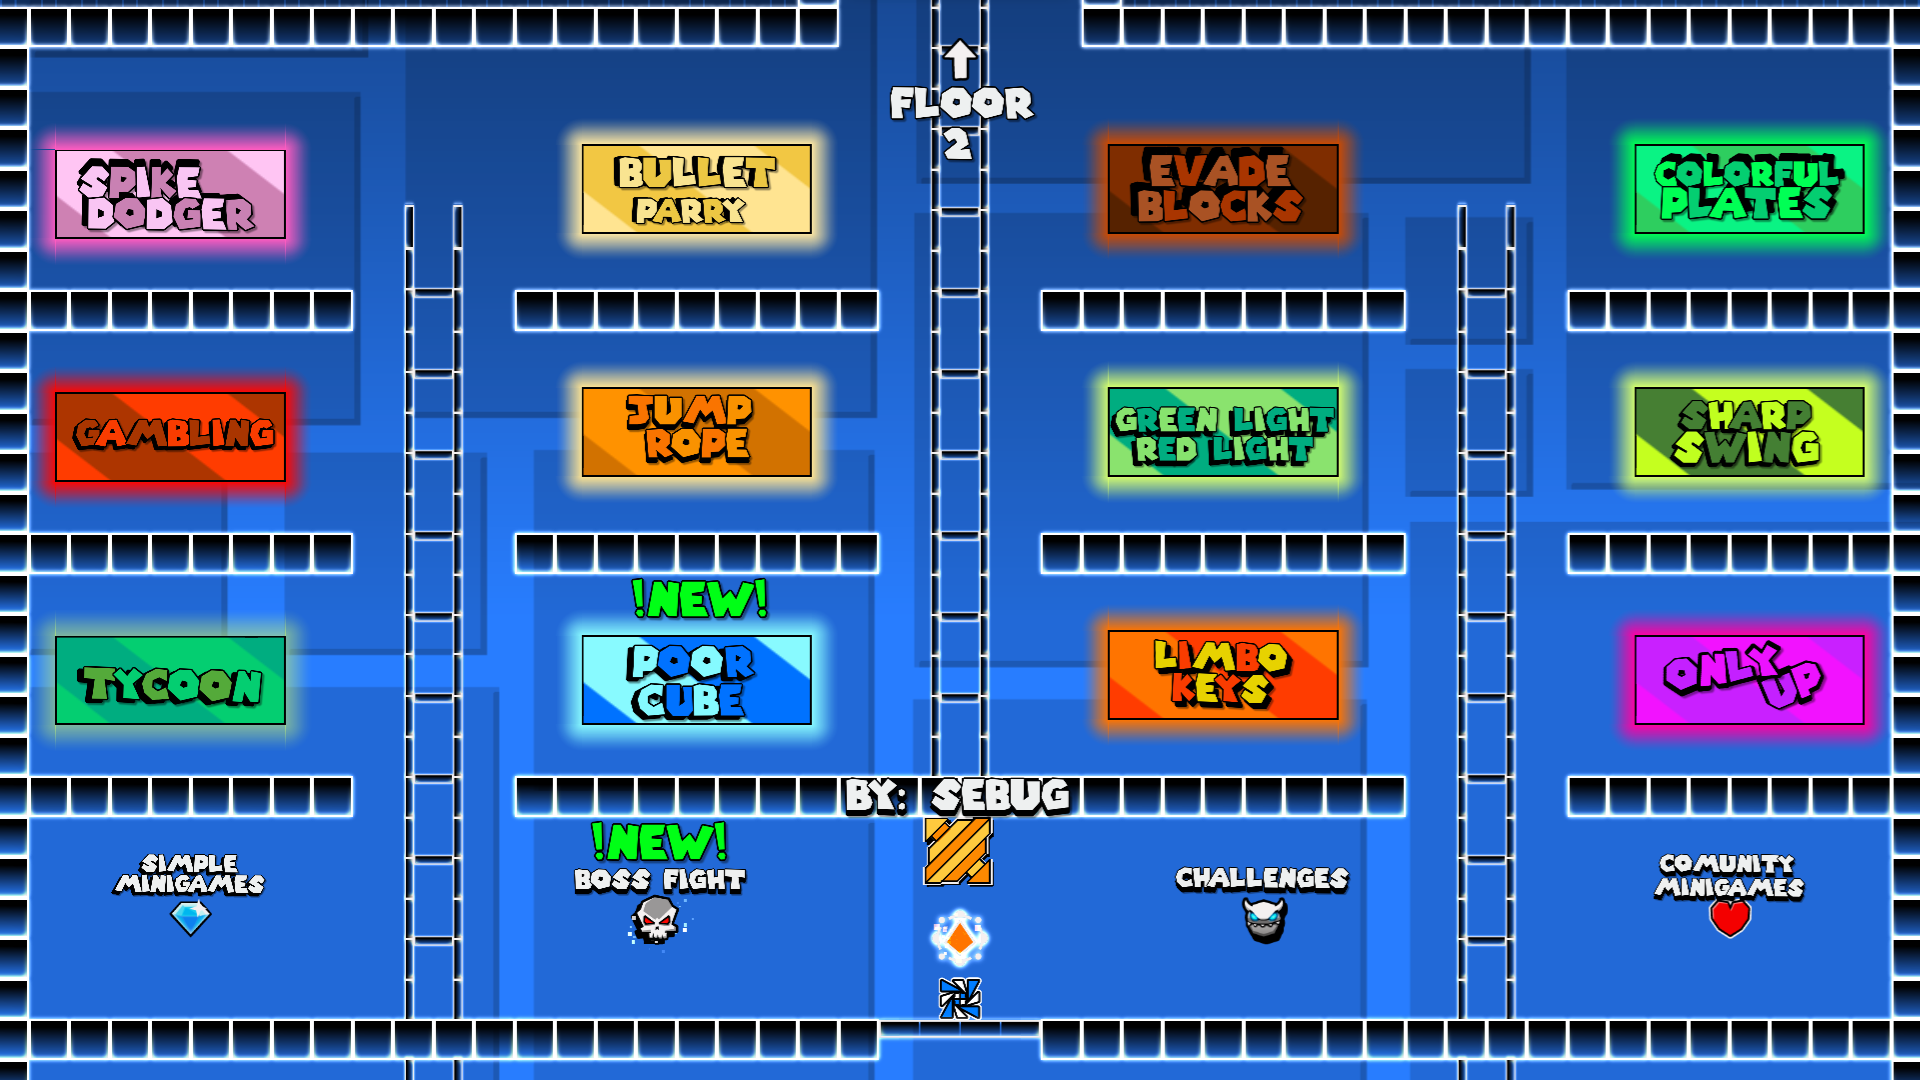 FLOOR
2
SPIKE
DODGER
BULLET
PARRY
EVADE
BLOCKS
COLORFUL
PLATES
GAMBLING
JUMP
ROPE
GREEN LIGHT
RED LIGHT
SHARP
SWING
!NEW!
TYCOON
POOR
CUBE
LIMBO
KEYS
ONLY
UP
BY: SEBUG
SIMPLE
MINIGAMES
!NEW!
BOSS FIGHT
CHALLENGES
COMUNITY
MINIGAMES